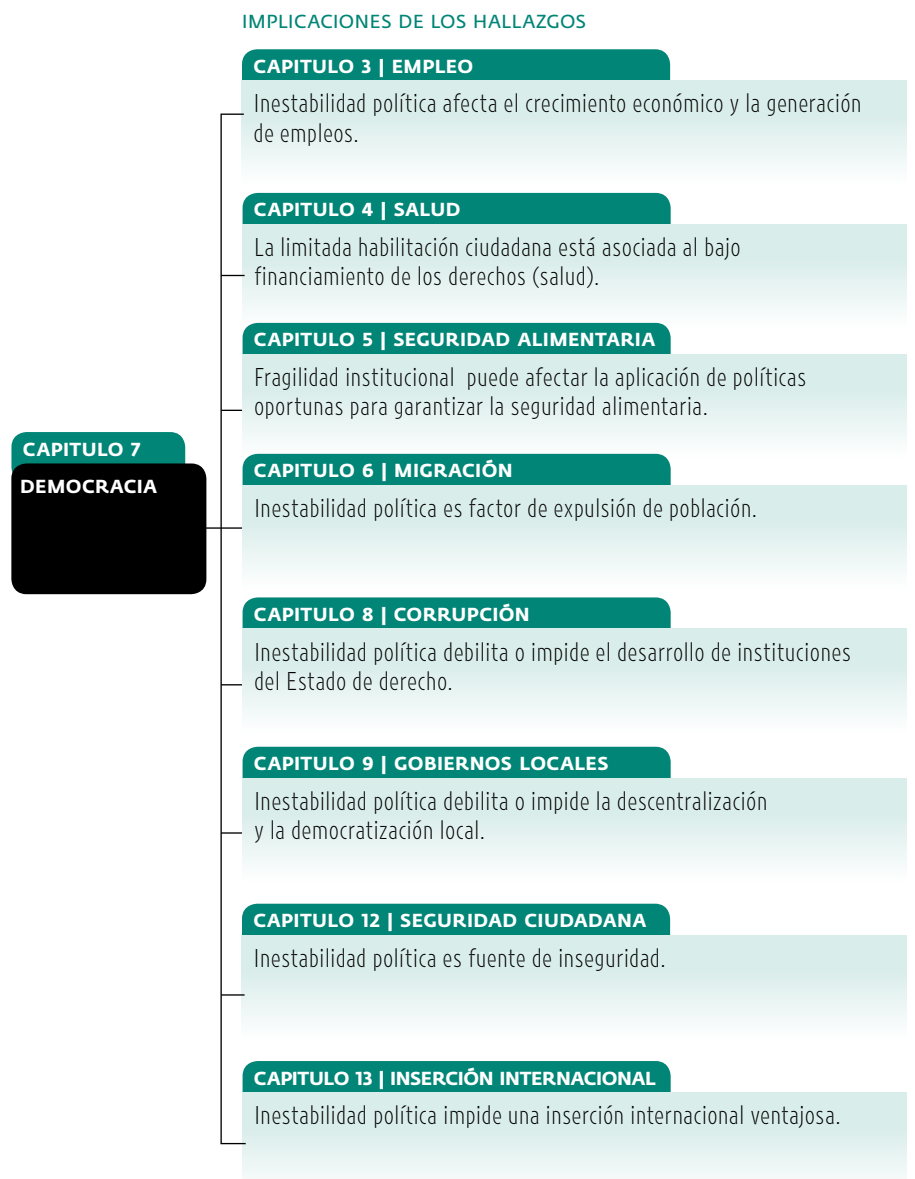 IMPLICACIONES DE LOS HALLAZGOS
CAPITULO 7
DEMOCRACIA
CAPITULO 3 | EMPLEO
Inestabilidad política afecta el crecimiento económico y la generación
de empleos.
CAPITULO 4 | SALUD
La limitada habilitación ciudadana está asociada al bajo
financiamiento de los derechos (salud).
CAPITULO 5 | SEGURIDAD ALIMENTARIA
Fragilidad institucional puede afectar la aplicación de políticas
oportunas para garantizar la seguridad alimentaria.
CAPITULO 6 | MIGRACIÓN
Inestabilidad política es factor de expulsión de población.
CAPITULO 8 | CORRUPCIÓN
Inestabilidad política debilita o impide el desarrollo de instituciones
del Estado de derecho.
CAPITULO 9 | GOBIERNOS LOCALES
Inestabilidad política debilita o impide la descentralización
y la democratización local.
CAPITULO 12 | SEGURIDAD CIUDADANA
Inestabilidad política es fuente de inseguridad.
CAPITULO 13 | INSERCIÓN INTERNACIONAL
Inestabilidad política impide una inserción internacional ventajosa.